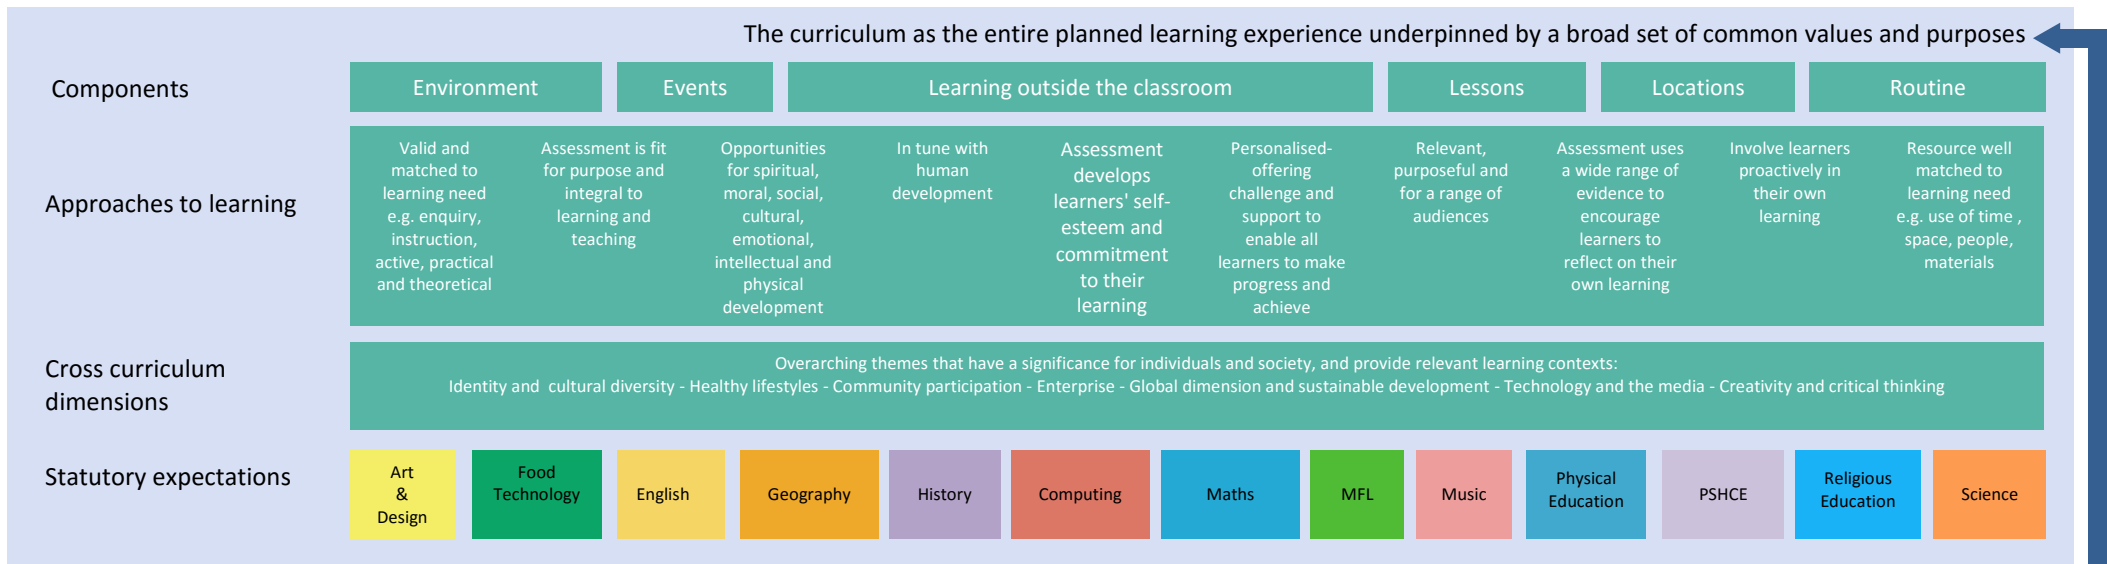 The curriculum as the entire planned learning experience underpinned by a broad set of common values and purposes
Components
Environment
Events
Learning outside the classroom
Lessons
Locations
Routine
Approaches to learning
Valid and
matched to
learning need
e.g. enquiry,
instruction,
active, practical
and theoretical
Assessment is fit
for purpose and
integral to
learning and
teaching
Opportunities
for spiritual,
moral, social,
cultural,
emotional,
intellectual and
physical
development
In tune with
human
development
Assessment
develops
learners' self-
esteem and
commitment
to their
learning
Personalised-
offering
challenge and
support to
enable all
learners to make
progress and
achieve
Relevant,
purposeful and
for a range of
audiences
Assessment uses
a wide range of
evidence to
encourage
learners to
reflect on their
own learning
Involve learners
proactively in
their own
learning
Resource well
matched to
learning need
e.g. use of time ,
space, people,
materials
Cross curriculum
dimensions
Overarching themes that have a significance for individuals and society, and provide relevant learning contexts:
Identity and cultural diversity - Healthy lifestyles - Community participation - Enterprise - Global dimension and sustainable development - Technology and the media - Creativity and critical thinking
Statutory expectations
Art
&
Design
Food
Technology
English
Geography
History
Computing
Maths
MFL
Music
Physical
Education
PSHCE
Religious
Education
Science